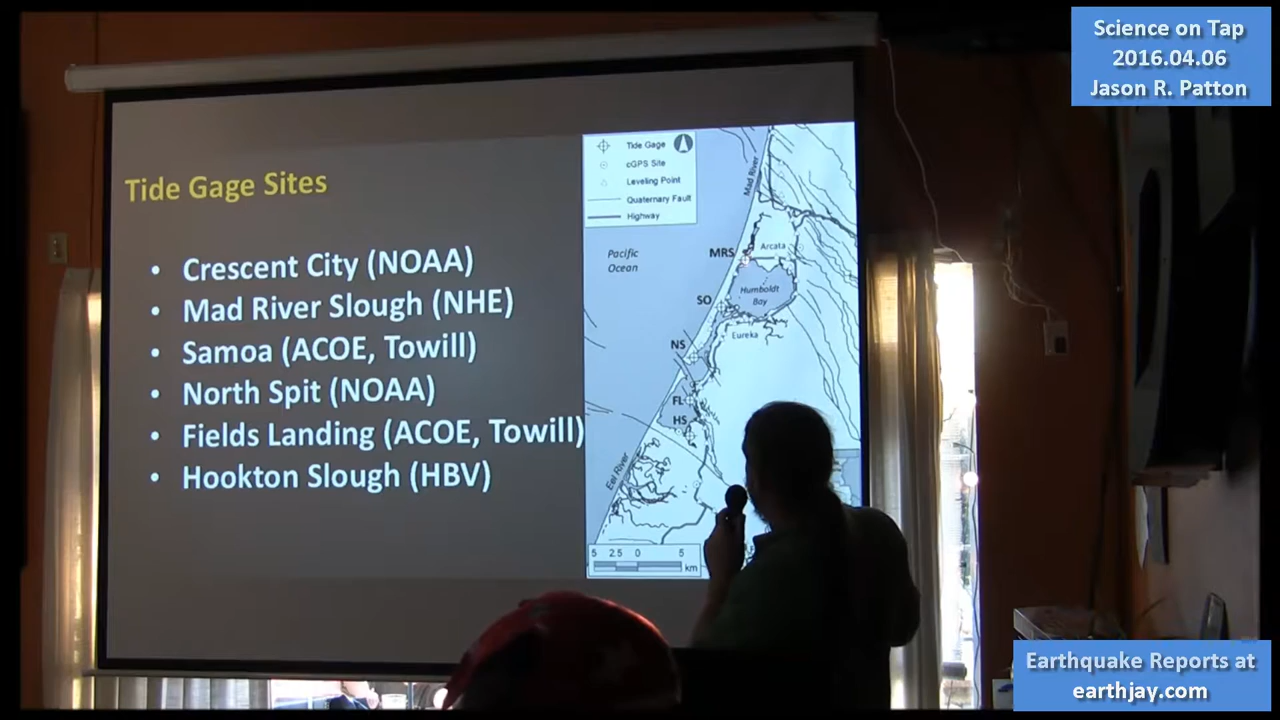 Science on Tap
2016.04.06
Jason R. Patton
Tide Gage Sites
• Crescent City (NOAA)
• Mad River Slough (NHE)
• Samoa (ACOE, Towill)
• North Spit (NOAA)
• Fields Landing (ACOE, Towill)
• Hookton Slough (HBV)
Tide Gage
cGPS Site
Leveling Point
Quaternary Fault
Highway
Mad River
Pacific
Ocean
MRS
Arcata
Humboldt
Bay
SO
Eureka
NS
FL
HS
Eel River
5 2.5 0 5
km
Earthquake Reports at
earthjay.com